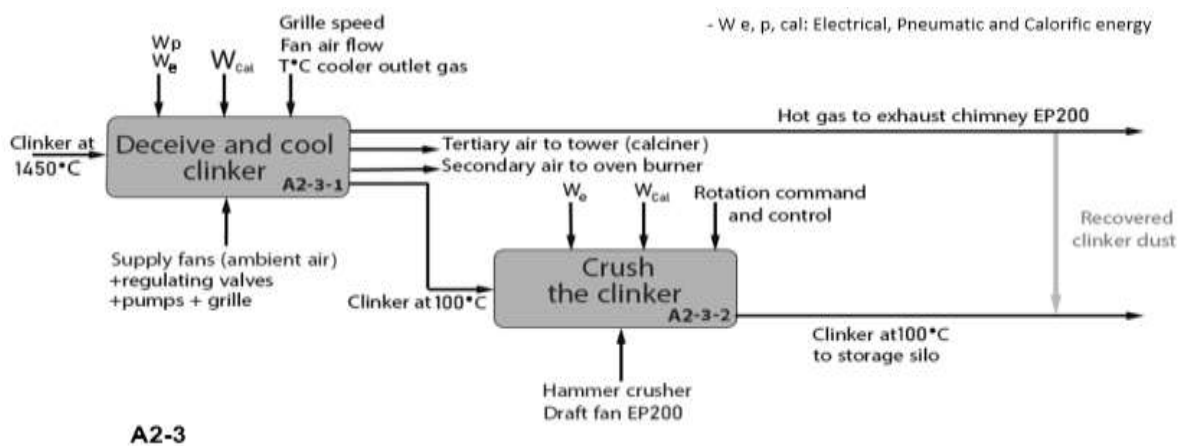 - W e, p, cal: Electrical, Pneumatic and Calorific energy
Wp
We
WCal
Grille speed
Fan air flow
T°C cooler outlet gas
Clinker at
1450°C
Deceive and cool
clinker
A2-3-1
Hot gas to exhaust chimney EP200
Tertiary air to tower (calciner)
Secondary air to oven burner
Supply fans (ambient air)
+regulating valves
+pumps + grille
We
WCal
Rotation command
and control
Recovered
clinker dust
Clinker at 100°C
Crush
the clinker
A2-3-2
Clinker at100°C
to storage silo
Hammer crusher
Draft fan EP200
A2-3